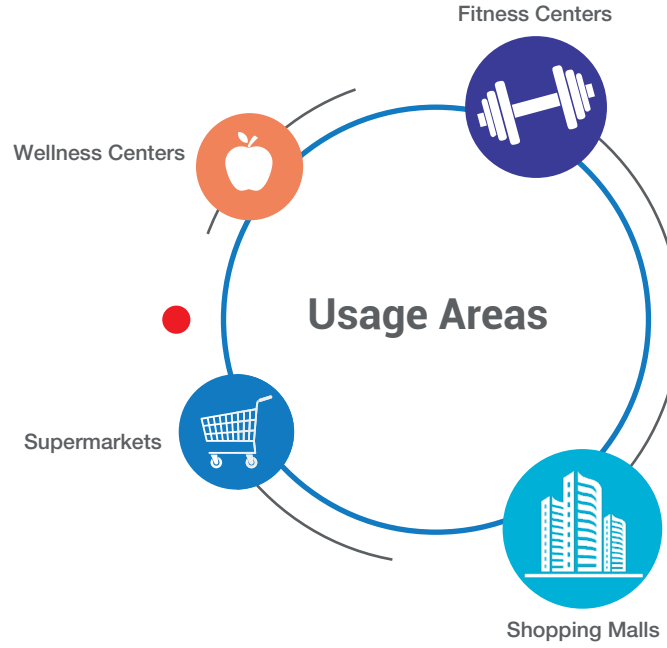 Fitness Centers
Wellness Centers
Usage Areas
Supermarkets
Shopping Malls